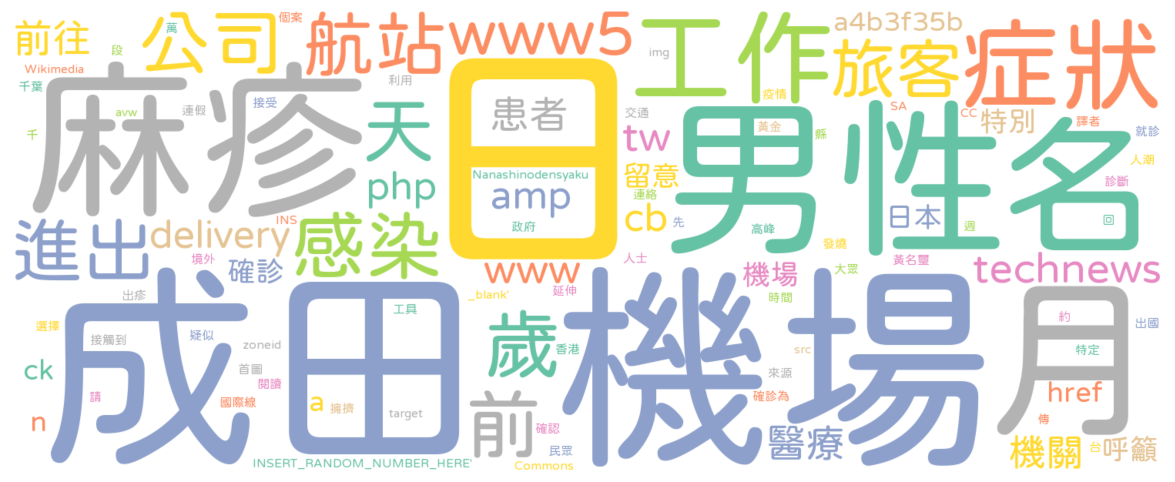 前往
公司
個案
萬
段
航站
www5
img
工作
a4b3f35b
旅客
症狀
Wikimedia
千葉
千
avw
連假
接受
利用
麻疹
天
php
日
患者
Nanashinodensyaku
amp
政府
交通
tw
留意
連絡
cb
先
疫情
黃金
縣
男性
高峰
SA
CC
特別
譯者
就診
人潮
診斷
名
回
日本
週
發燒
大眾
黃名璽
進出
delivery
INS
境外
確診
感染
www
延伸
_blank'
人士
機場
時間
technews
出疹
選擇
接觸到
疑似
zoneid
ck
首圖
閱讀
請
國際線
n
成田機場
工具
a
擁擠
target
歲
香港
前
確認
民眾
Commons
INSERT_RANDOM_NUMBER_HERE'
src
來源
確診為
醫療
月
約
出國
特定
href
傳
機關
台
呼籲